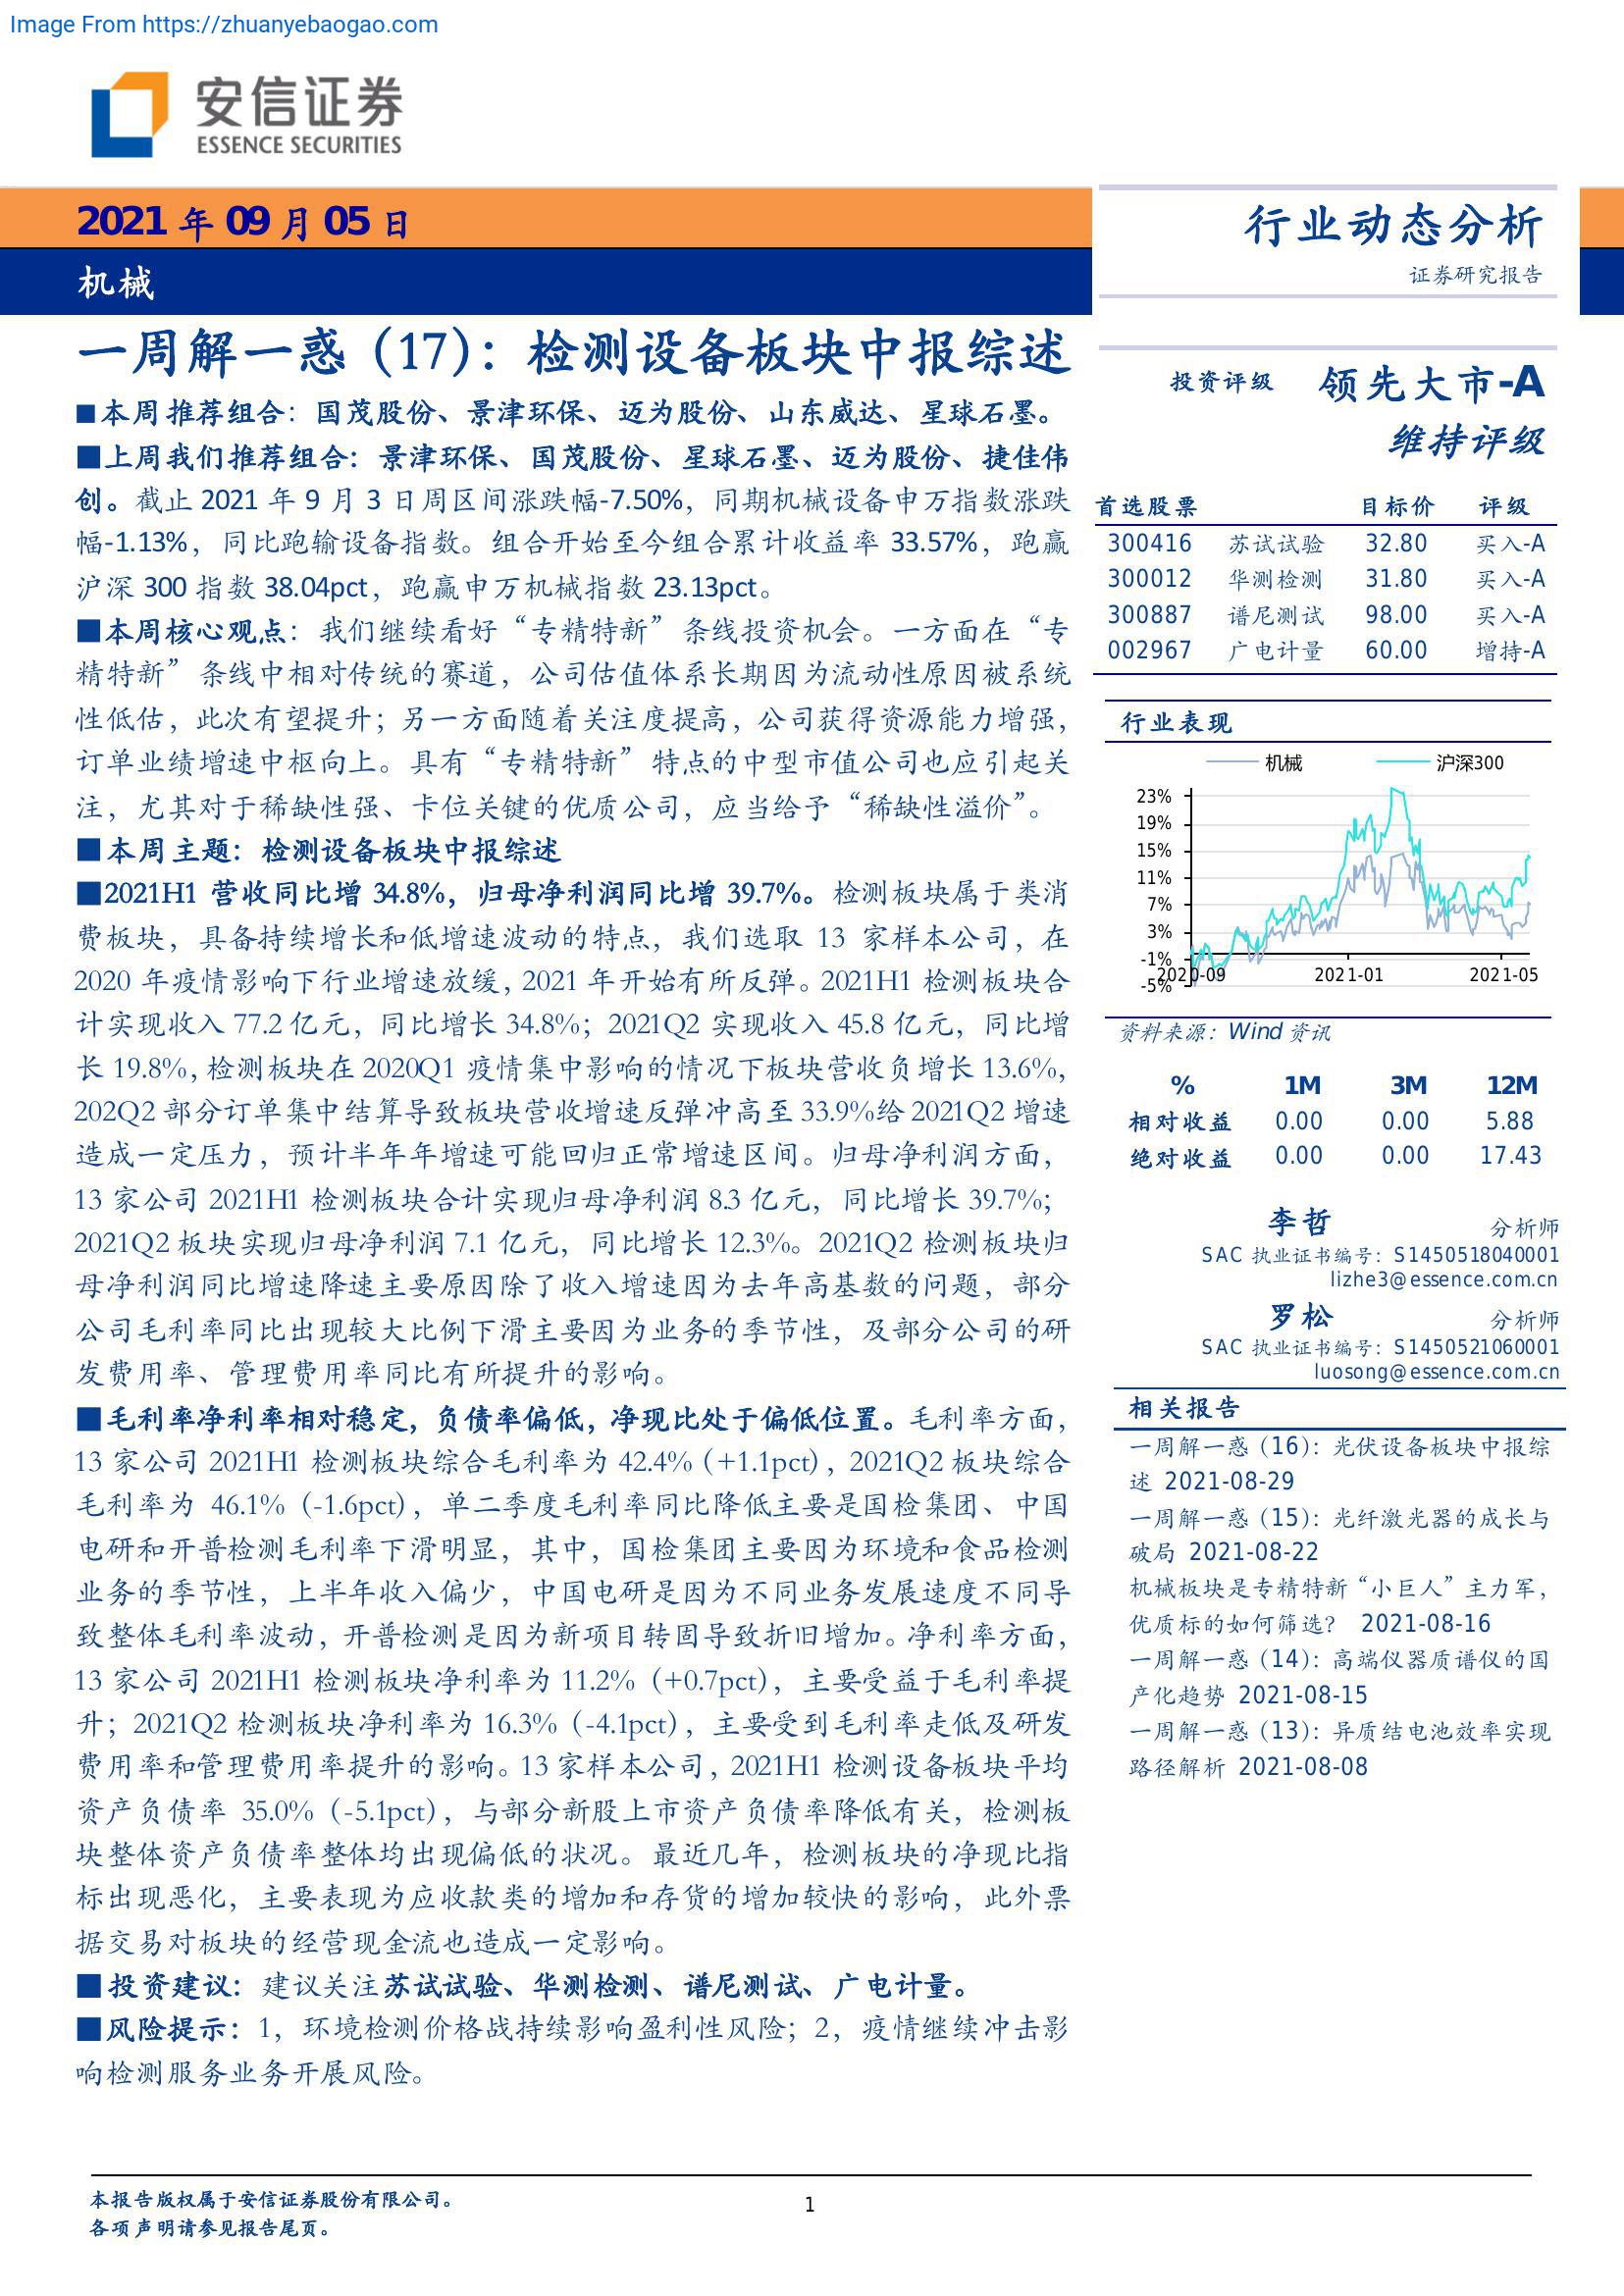 Image From https://zhuanyebaogao.com
安信证券
ESSENCE SECURITIES
2021 年 09 月 05 日
机械
行业动态分析
证券研究报告
一周解一惑（17）：检测设备板块中报综述
■本周推荐组合：国茂股份、景津环保、迈为股份、山东威达、星球石墨。
■上周我们推荐组合：景津环保、国茂股份、星球石墨、迈为股份、捷佳伟
创。截止 2021 年 9 月 3 日周区间涨跌幅-7.50%，同期机械设备申万指数涨跌
幅-1.13%，同比跑输设备指数。组合开始至今组合累计收益率 33.57%，跑赢
沪深 300 指数 38.04pct，跑赢申万机械指数 23.13pct。
■本周核心观点：我们继续看好“专精特新”条线投资机会。一方面在“专
精特新”条线中相对传统的赛道，公司估值体系长期因为流动性原因被系统
性低估，此次有望提升；另一方面随着关注度提高，公司获得资源能力增强，
订单业绩增速中枢向上。具有“专精特新”特点的中型市值公司也应引起关
注，尤其对于稀缺性强、卡位关键的优质公司，应当给予“稀缺性溢价”。
■本周主题：检测设备板块中报综述
■2021H1 营收同比增 34.8%，归母净利润同比增 39.7%。检测板块属于类消
费板块，具备持续增长和低增速波动的特点，我们选取 13 家样本公司，在
2020 年疫情影响下行业增速放缓，2021 年开始有所反弹。2021H1 检测板块合
计实现收入 77.2 亿元，同比增长 34.8%；2021Q2 实现收入 45.8 亿元，同比增
长 19.8%，检测板块在 2020Q1 疫情集中影响的情况下板块营收负增长 13.6%，
202Q2 部分订单集中结算导致板块营收增速反弹冲高至 33.9%给 2021Q2 增速
造成一定压力，预计半年年增速可能回归正常增速区间。归母净利润方面，
13 家公司 2021H1 检测板块合计实现归母净利润 8.3 亿元，同比增长 39.7%；
2021Q2 板块实现归母净利润 7.1 亿元，同比增长 12.3%。2021Q2 检测板块归
母净利润同比增速降速主要原因除了收入增速因为去年高基数的问题，部分
公司毛利率同比出现较大比例下滑主要因为业务的季节性，及部分公司的研
发费用率、管理费用率同比有所提升的影响。
■毛利率净利率相对稳定，负债率偏低，净现比处于偏低位置。毛利率方面，
13 家公司 2021H1 检测板块综合毛利率为 42.4%（+1.1pct），2021Q2 板块综合
毛利率为 46.1%（-1.6pct），单二季度毛利率同比降低主要是国检集团、中国
电研和开普检测毛利率下滑明显，其中，国检集团主要因为环境和食品检测
业务的季节性，上半年收入偏少，中国电研是因为不同业务发展速度不同导
致整体毛利率波动，开普检测是因为新项目转固导致折旧增加。净利率方面，
13 家公司 2021H1 检测板块净利率为 11.2%（+0.7pct），主要受益于毛利率提
升；2021Q2 检测板块净利率为 16.3%（-4.1pct），主要受到毛利率走低及研发
费用率和管理费用率提升的影响。13 家样本公司，2021H1 检测设备板块平均
资产负债率 35.0%（-5.1pct），与部分新股上市资产负债率降低有关，检测板
块整体资产负债率整体均出现偏低的状况。最近几年，检测板块的净现比指
标出现恶化，主要表现为应收款类的增加和存货的增加较快的影响，此外票
据交易对板块的经营现金流也造成一定影响。
■投资建议：建议关注苏试试验、华测检测、谱尼测试、广电计量。
■风险提示：1，环境检测价格战持续影响盈利性风险；2，疫情继续冲击影
响检测服务业务开展风险。
投资评级 领先大市-A
维持评级
首选股票 目标价 评级
300416 苏试试验 32.80 买入-A
300012 华测检测 31.80 买入-A
300887 谱尼测试 98.00 买入-A
002967 广电计量 60.00 增持-A
行业表现
机械 沪深300
23%
19%
15%
11%
7%
3%
-1%
-5%
2020-09 2021-01 2021-05
资料来源：Wind 资讯
% 1M 3M 12M
相对收益 0.00 0.00 5.88
绝对收益 0.00 0.00 17.43
李哲 分析师
SAC 执业证书编号：S1450518040001
lizhe3@essence.com.cn
罗松 分析师
SAC 执业证书编号：S1450521060001
luosong@essence.com.cn
相关报告
一周解一惑（16）：光伏设备板块中报综
述 2021-08-29
一周解一惑（15）：光纤激光器的成长与
破局 2021-08-22
机械板块是专精特新“小巨人”主力军，
优质标的如何筛选？ 2021-08-16
一周解一惑（14）：高端仪器质谱仪的国
产化趋势 2021-08-15
一周解一惑（13）：异质结电池效率实现
路径解析 2021-08-08
本报告版权属于安信证券股份有限公司。
各项声明请参见报告尾页。
1